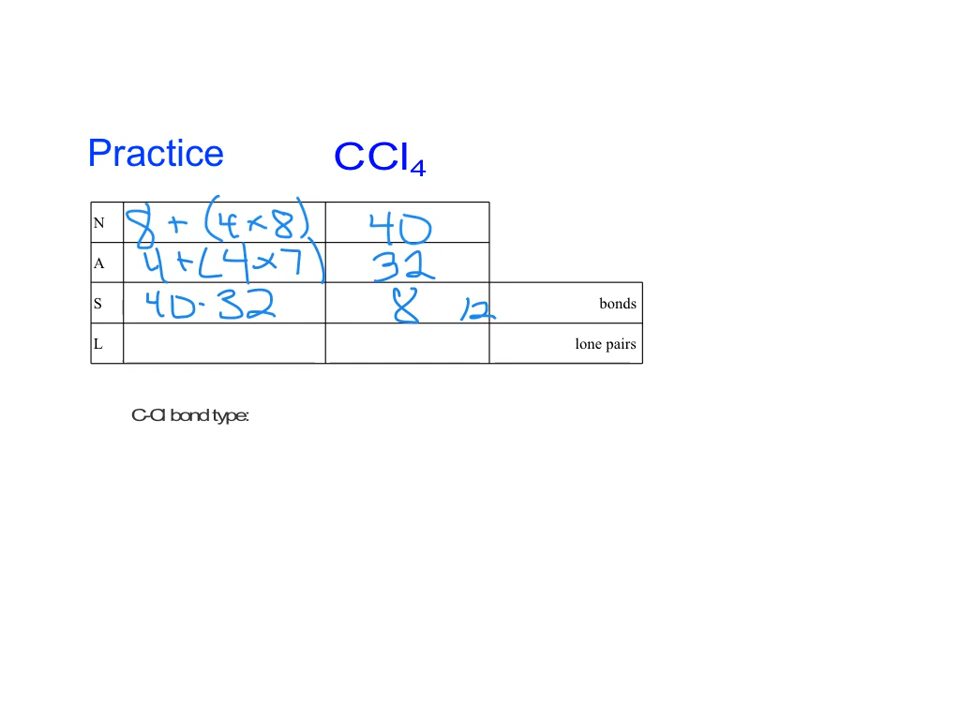 Practice CCl₄
N 8 + (4 × 8) 40
A 4 + (4 × 7) 32
S 40 - 32 8 12 bonds
L lone pairs
C-Cl bond type: